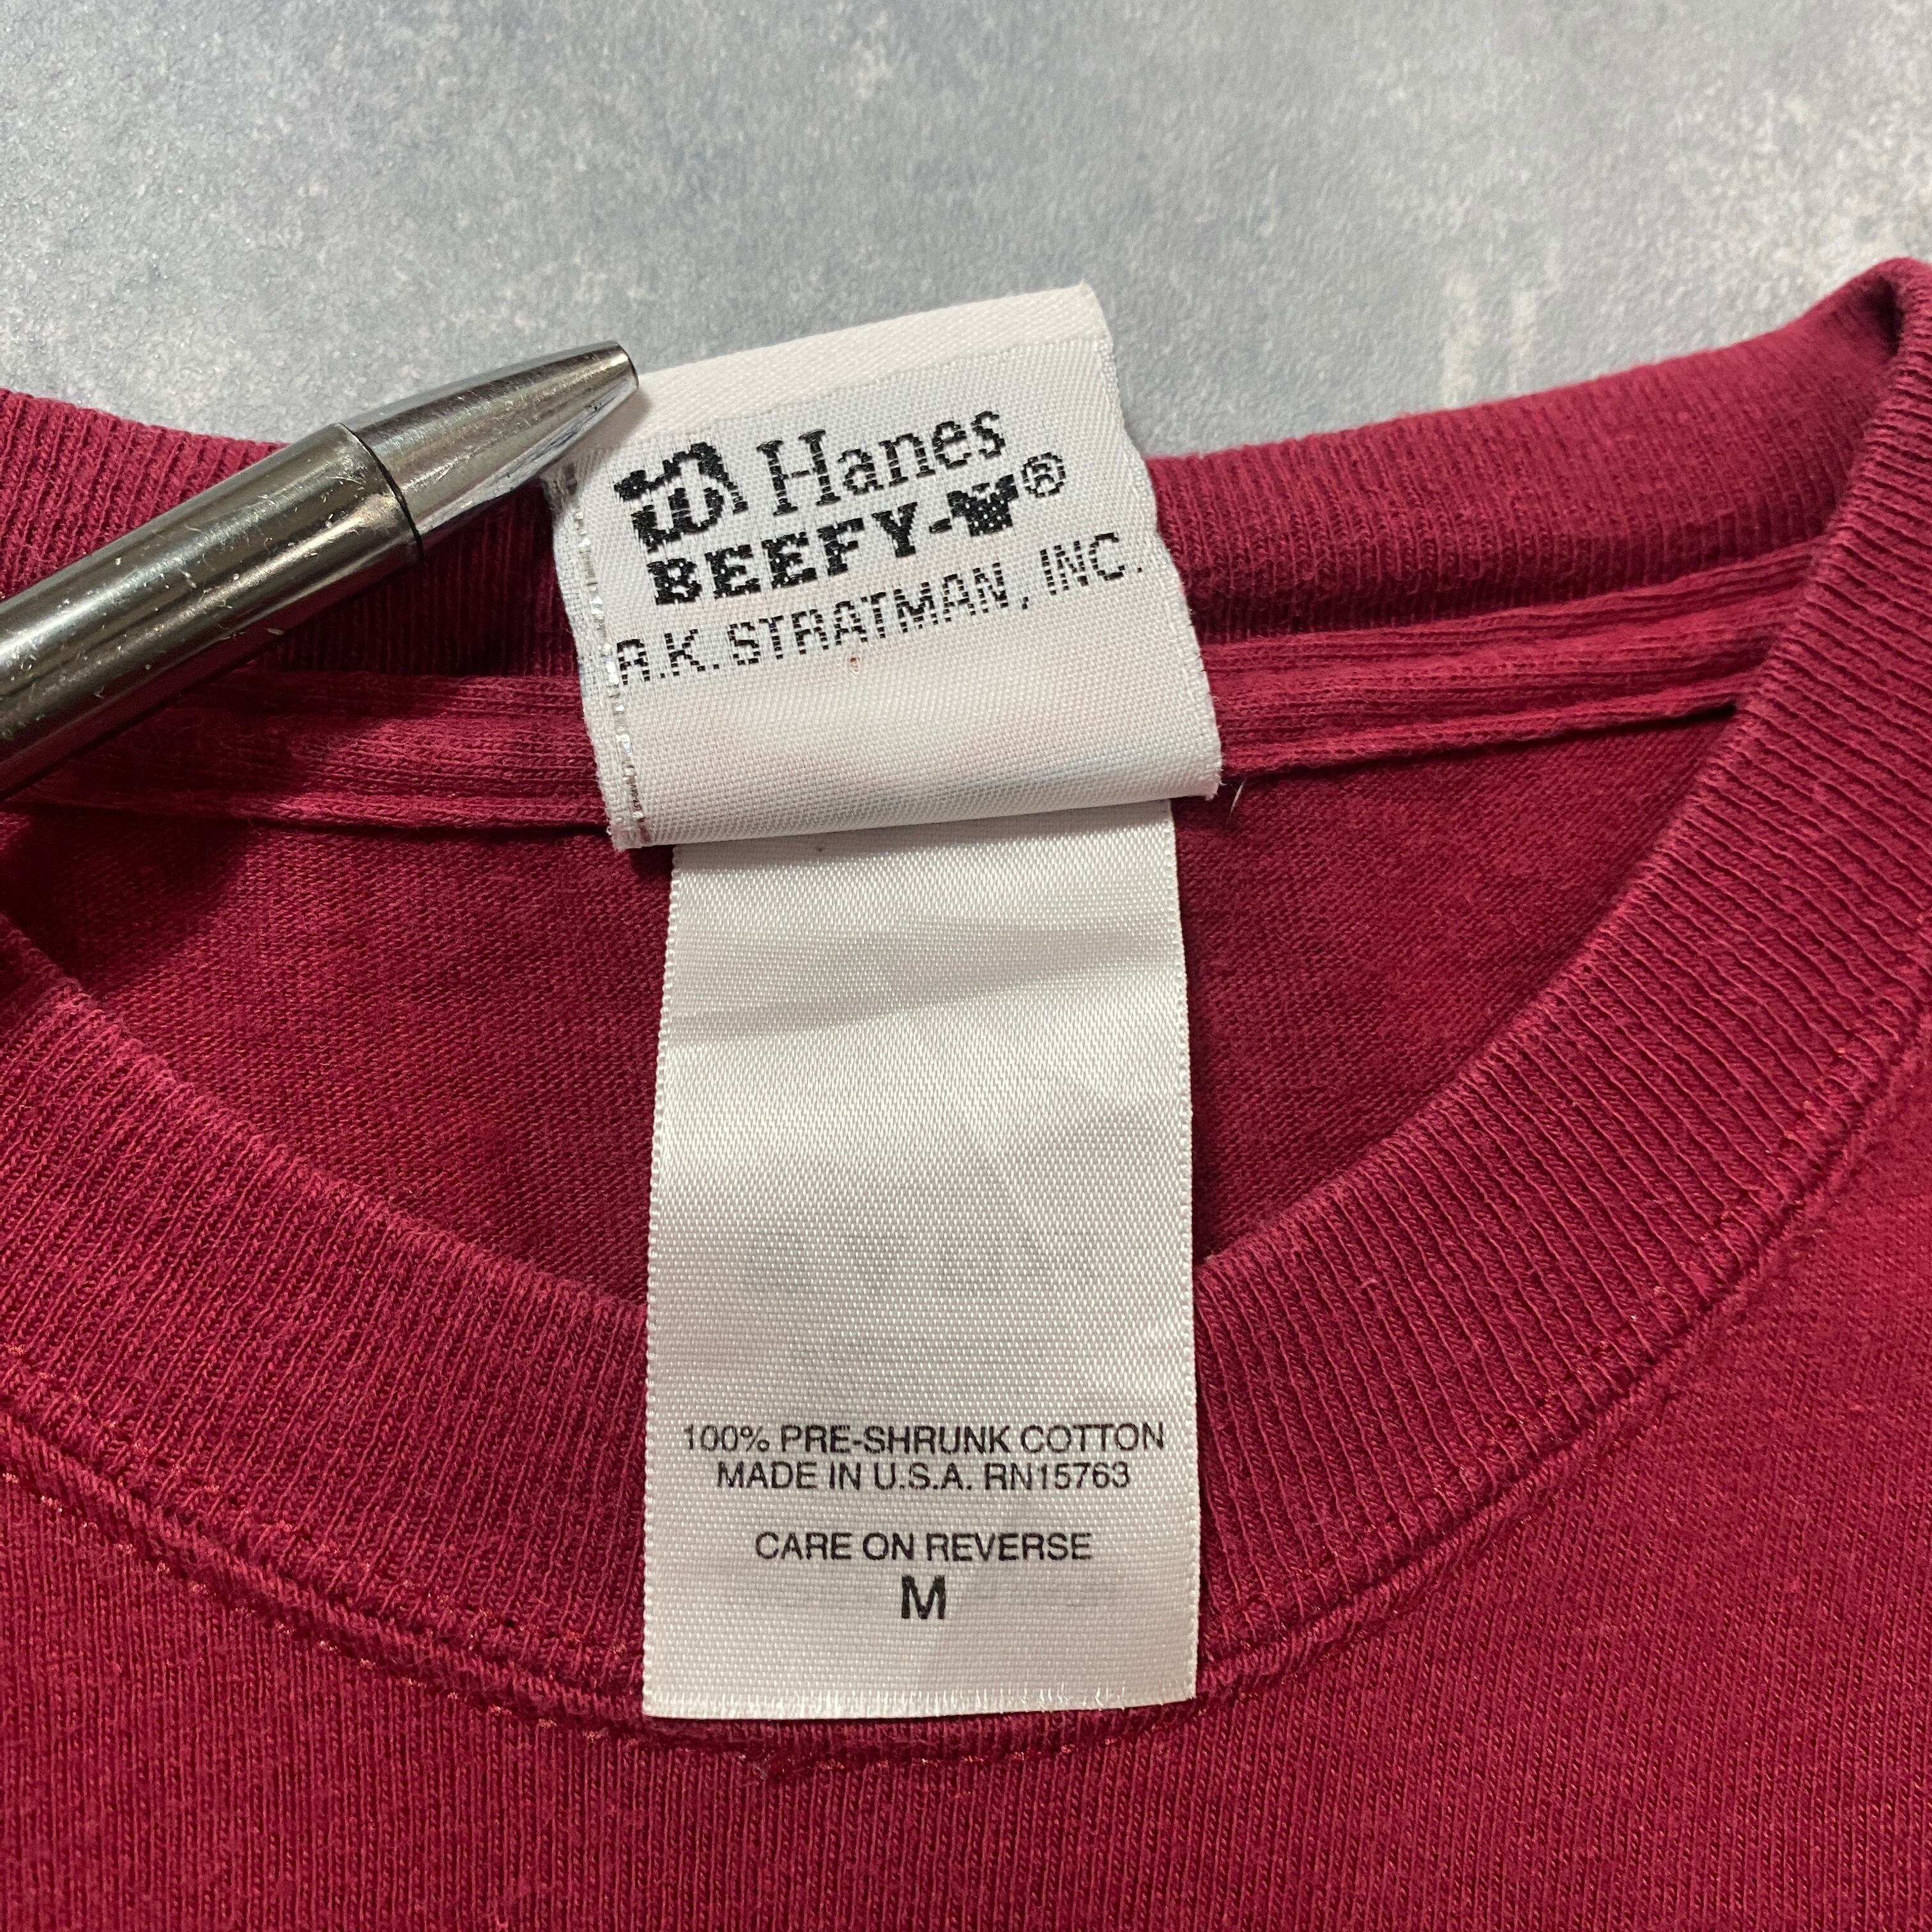 Hanes
BEEFY-T®
R.K. STRATMAN, INC.
100% PRE-SHRUNK COTTON
MADE IN U.S.A. RN15763
CARE ON REVERSE
M